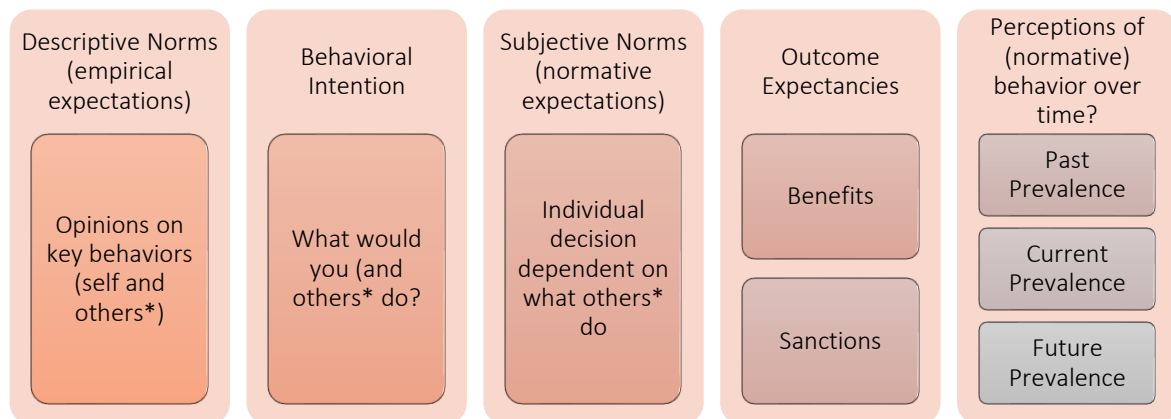 Descriptive Norms
(empirical
expectations)
Opinions on
key behaviors
(self and
others*)
Behavioral
Intention
What would
you (and
others* do?
Subjective Norms
(normative
expectations)
Individual
decision
dependent on
what others*
do
Outcome
Expectancies
Benefits
Sanctions
Perceptions of
(normative)
behavior over
time?
Past
Prevalence
Current
Prevalence
Future
Prevalence